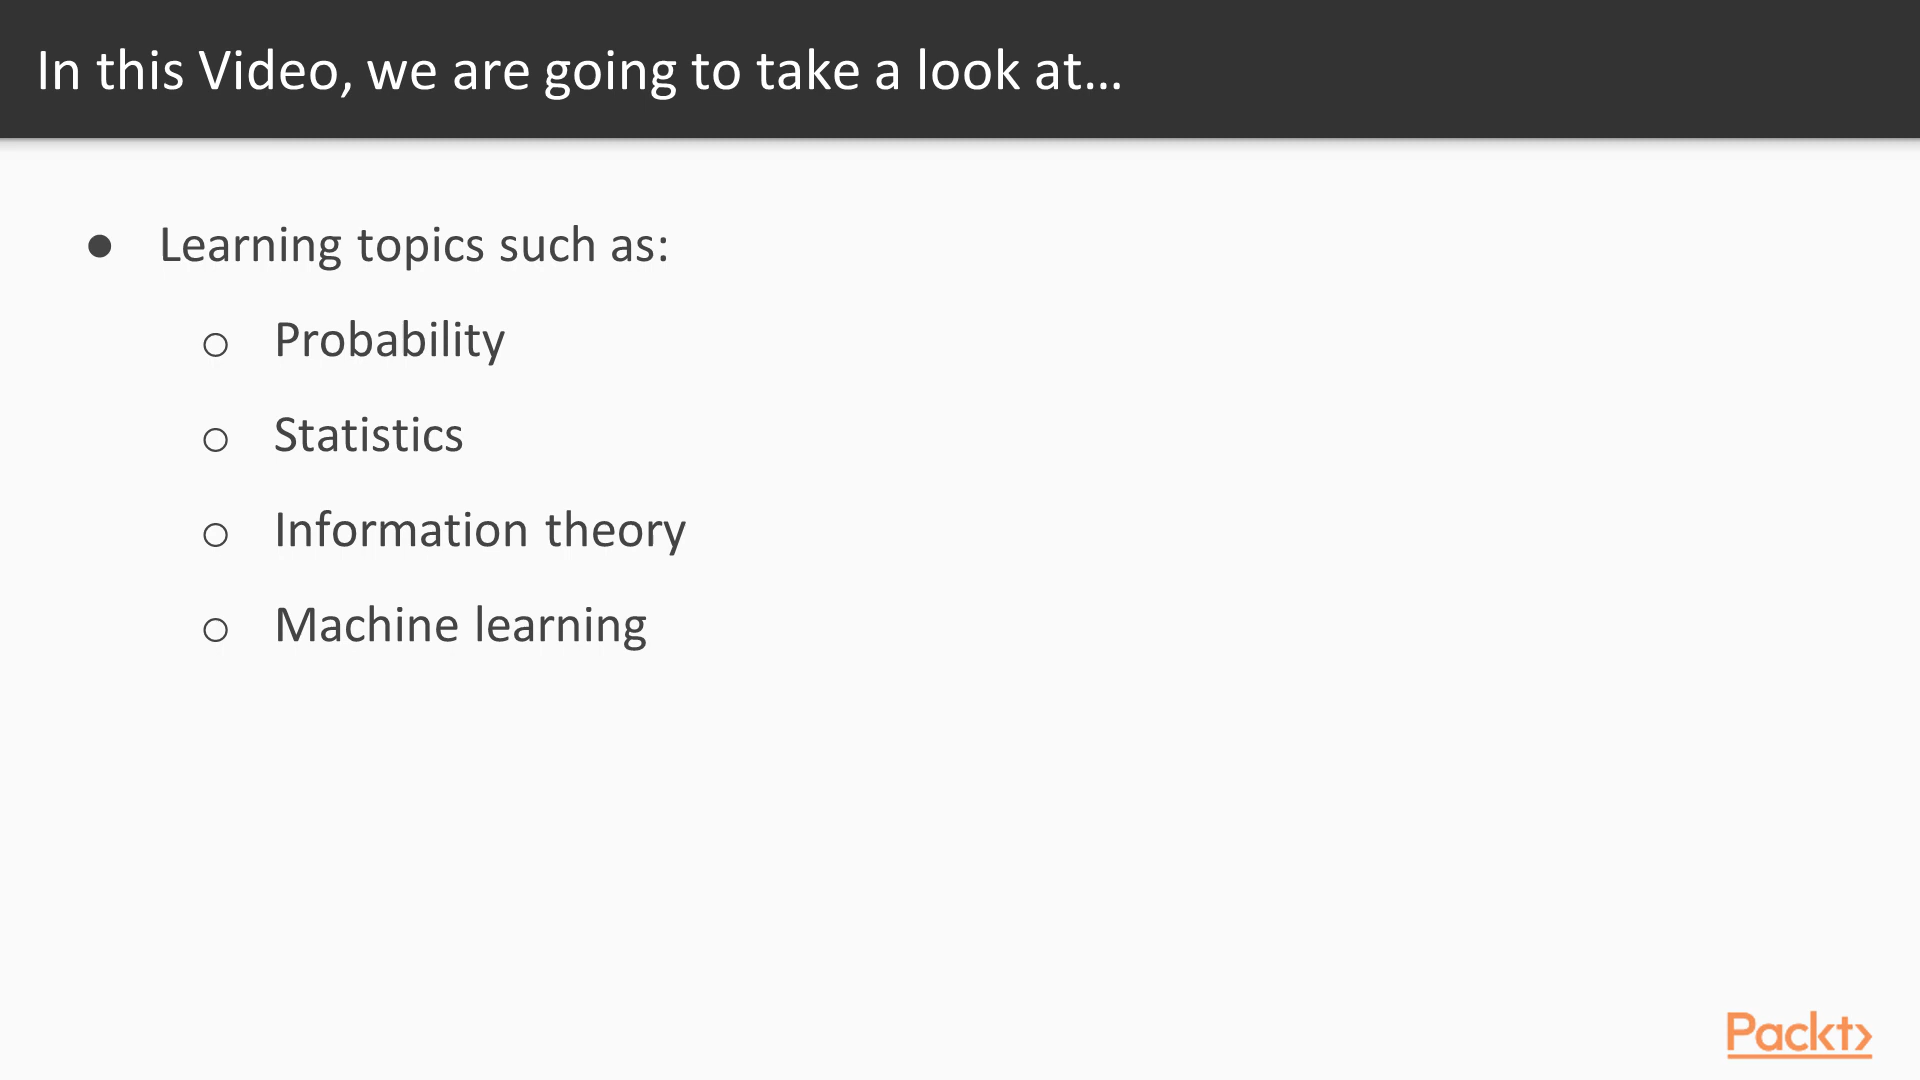 In this Video, we are going to take a look at...
● Learning topics such as:
○ Probability
○ Statistics
○ Information theory
○ Machine learning
Packt>